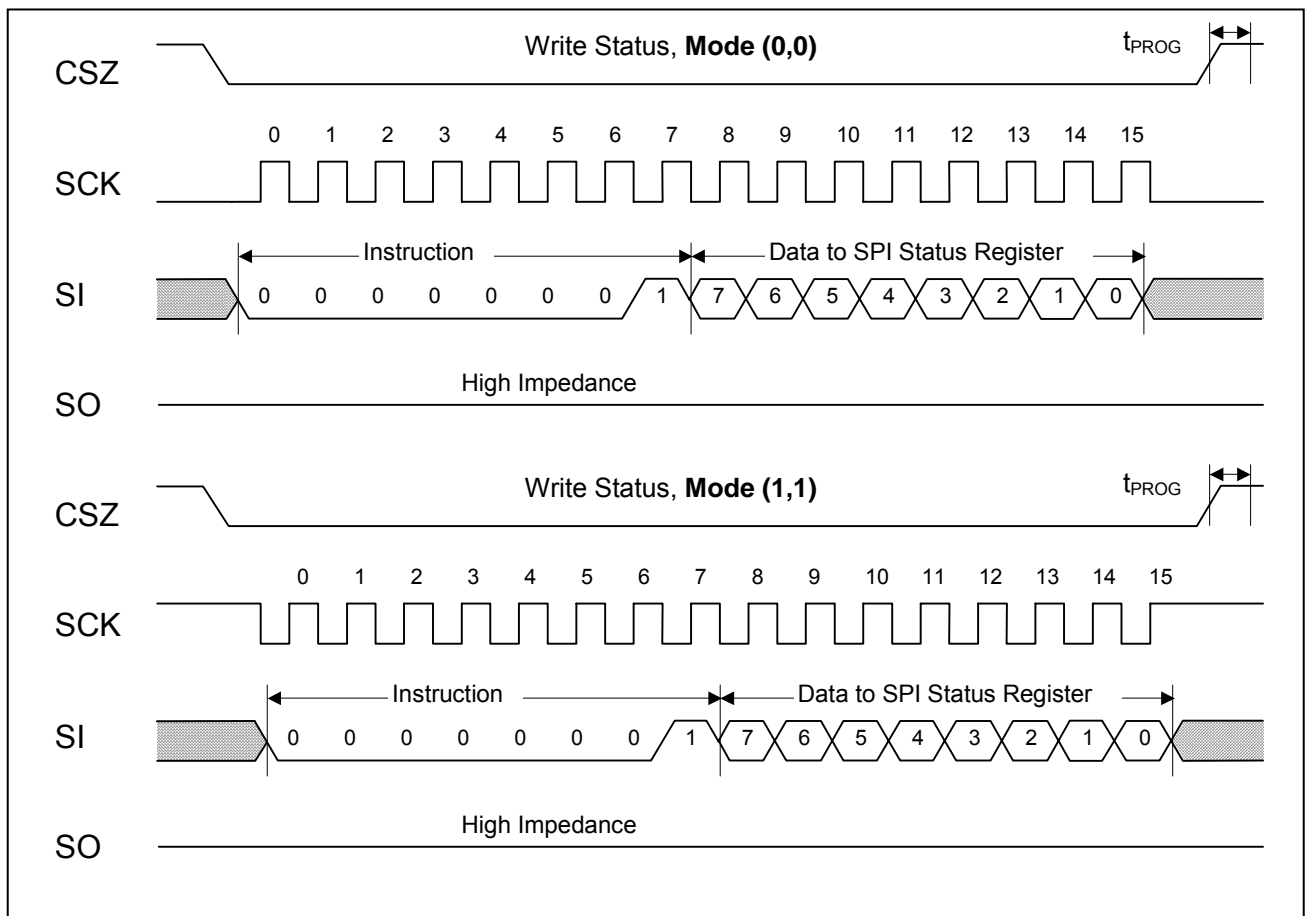 Write Status, Mode (0,0) tPROG
CSZ
0 1 2 3 4 5 6 7 8 9 10 11 12 13 14 15
SCK
Instruction Data to SPI Status Register
SI 0 0 0 0 0 0 0 1 7 6 5 4 3 2 1 0
High Impedance
SO
Write Status, Mode (1,1) tPROG
CSZ
0 1 2 3 4 5 6 7 8 9 10 11 12 13 14 15
SCK
Instruction Data to SPI Status Register
SI 0 0 0 0 0 0 0 1 7 6 5 4 3 2 1 0
High Impedance
SO